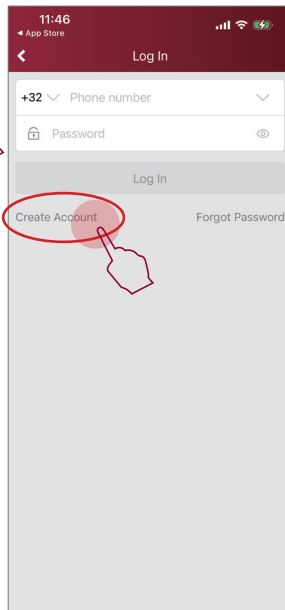 11:46
◄ App Store
Log In
+32 Phone number
Password
Log In
Create Account Forgot Password